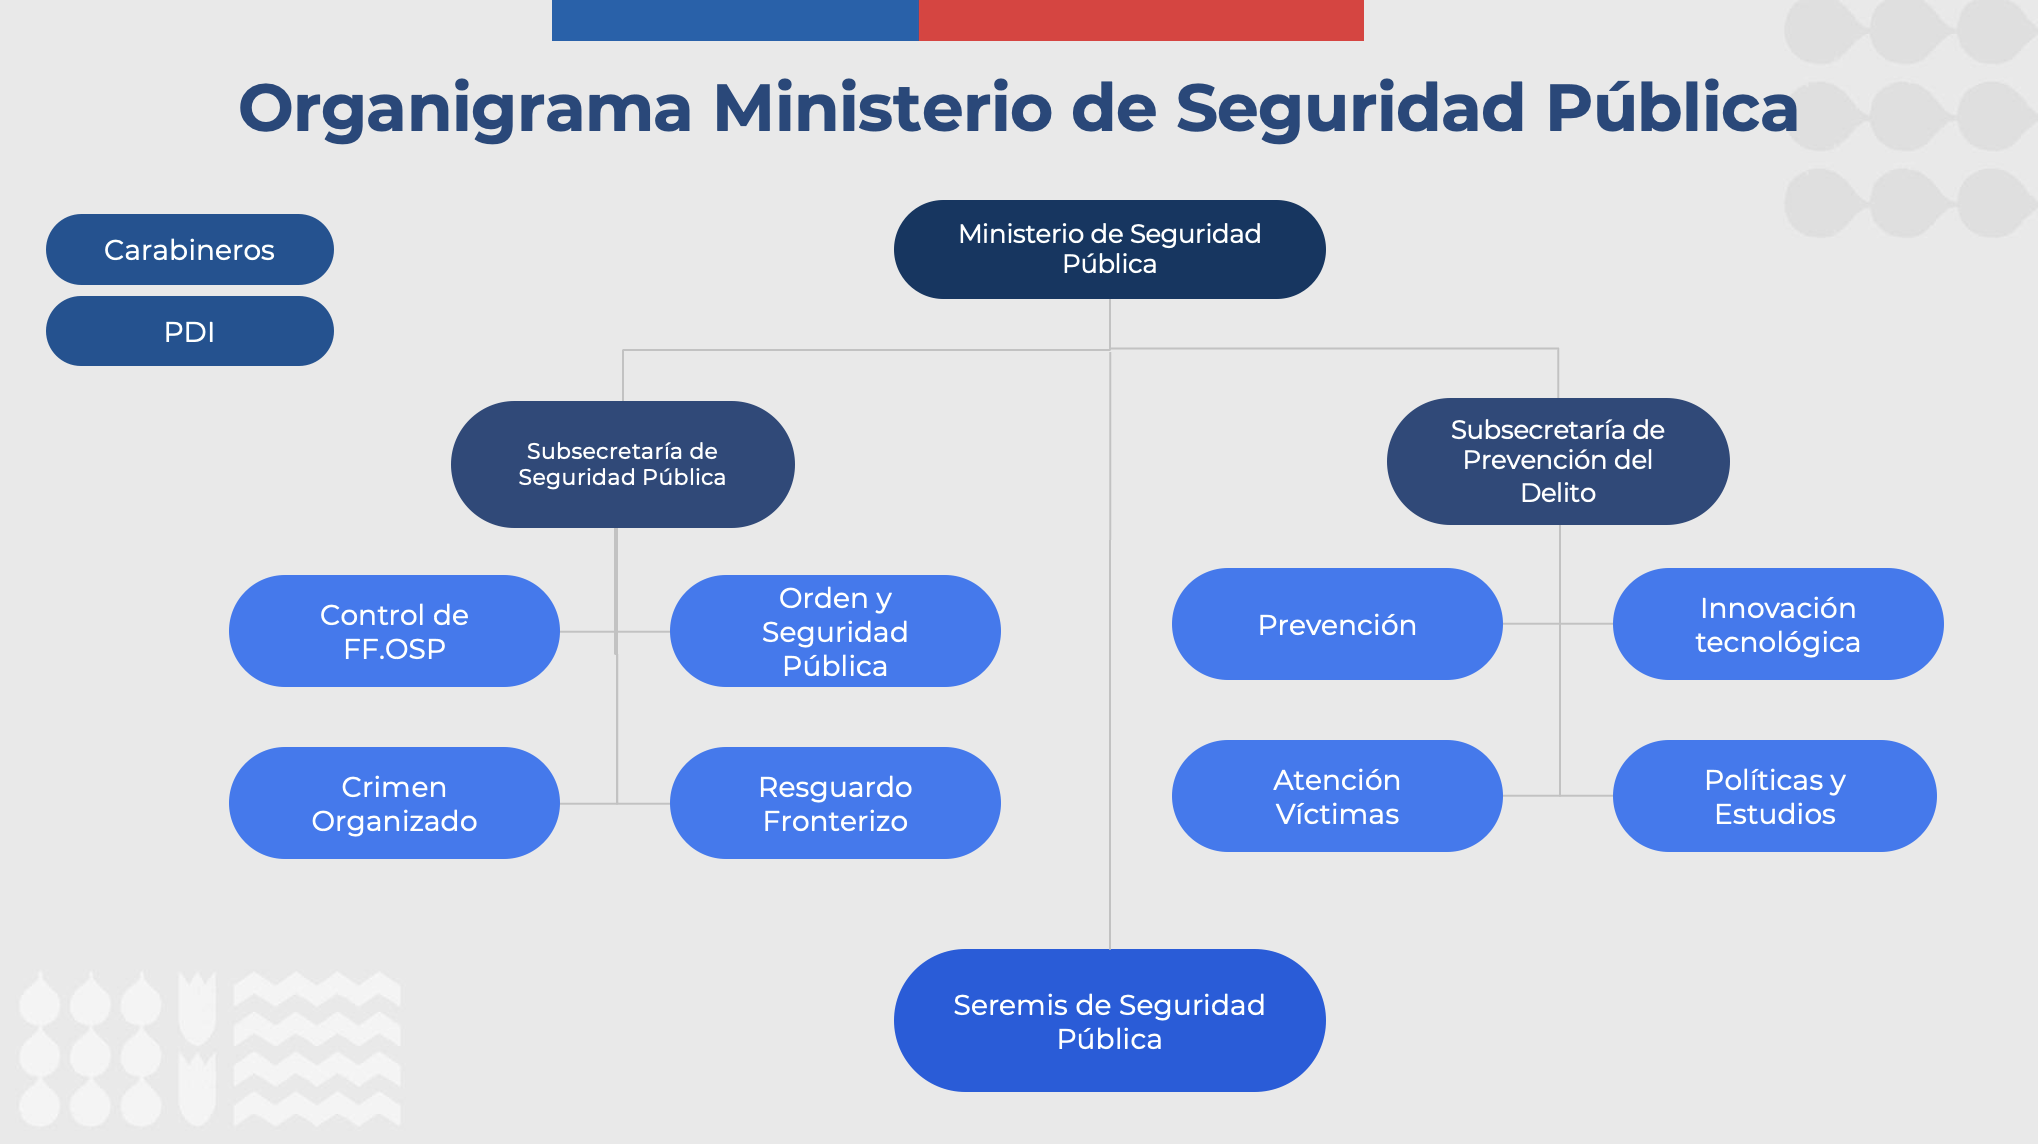 Organigrama Ministerio de Seguridad Pública
Carabineros
PDI
Ministerio de Seguridad
Pública
Subsecretaría de
Seguridad Pública
Subsecretaría de
Prevención del
Delito
Control de
FF.OSP
Orden y
Seguridad
Pública
Prevención
Innovación
tecnológica
Crimen
Organizado
Resguardo
Fronterizo
Atención
Víctimas
Políticas y
Estudios
Seremis de Seguridad
Pública